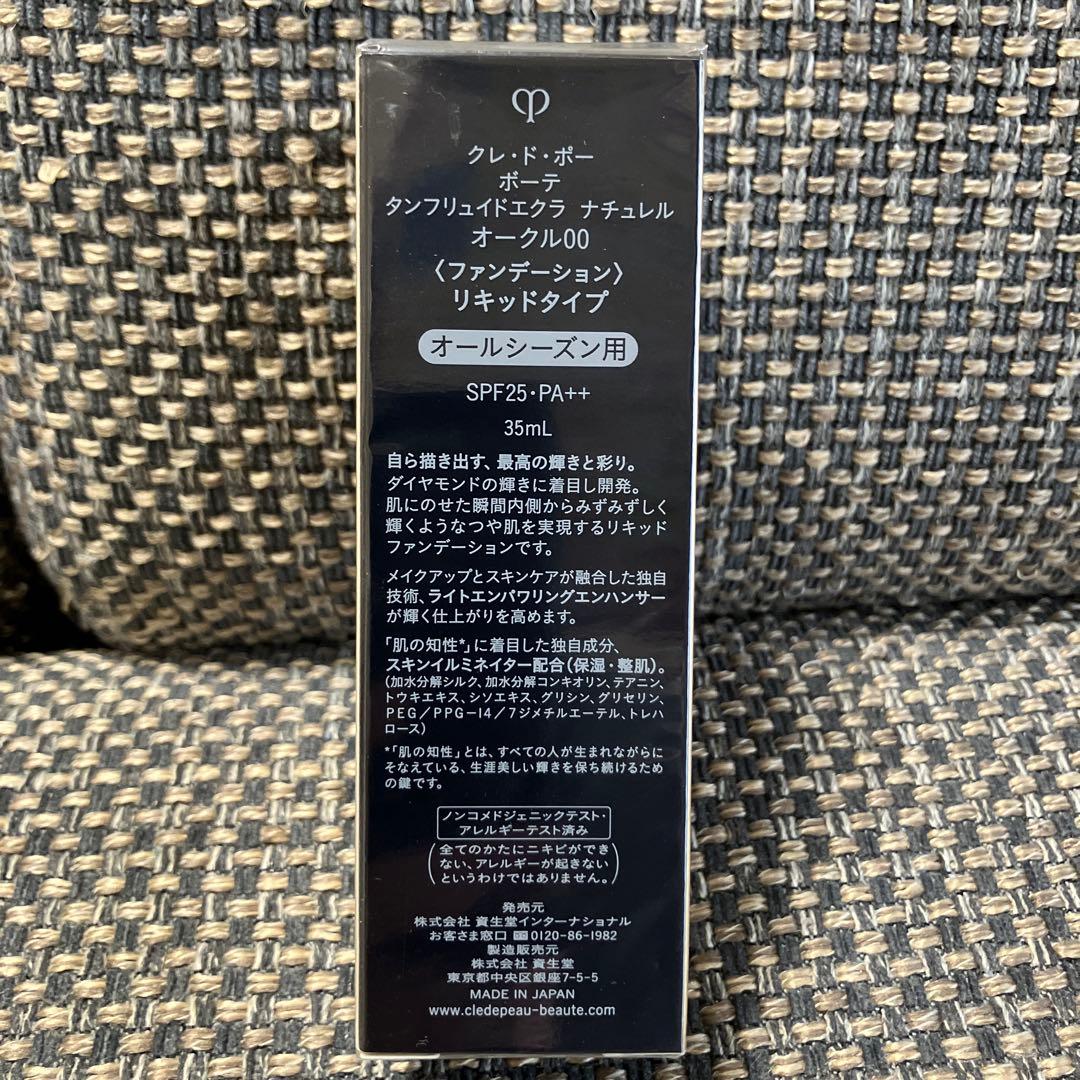 クレ・ド・ポー
ボーテ
タンフリュイドエクラ ナチュレル
オークル00
〈ファンデーション〉
リキッドタイプ
オールシーズン用
SPF25・PA++
35mL
自ら描き出す、最高の輝きと彩り。
ダイヤモンドの輝きに着目し開発。
肌にのせた瞬間内側からみずみずしく
輝くようなつや肌を実現するリキッド
ファンデーションです。
メイクアップとスキンケアが融合した独自
技術、ライトエンパワリングエンハンサー
が輝く仕上がりを高めます。
「肌の知性*」に着目した独自成分、
スキンイルミネイター配合(保湿・整肌)。
(加水分解シルク、加水分解コンキオリン、テアニン、
トウキエキス、シソエキス、グリシン、グリセリン、
PEG/PPG-14/7ジメチルエーテル、トレハ
ロース)
*「肌の知性」とは、すべての人が生まれながらに
そなえている、生涯美しい輝きを保ち続けるため
の鍵です。
ノンコメドジェニックテスト・
アレルギーテスト済み
(全てのかたにニキビができ
ない、アレルギーが起きない
というわけではありません。)
発売元
株式会社 資生堂インターナショナル
お客さま窓口 0120-86-1982
製造販売元
株式会社 資生堂
東京都中央区銀座7-5-5
MADE IN JAPAN
www.cledepeau-beaute.com